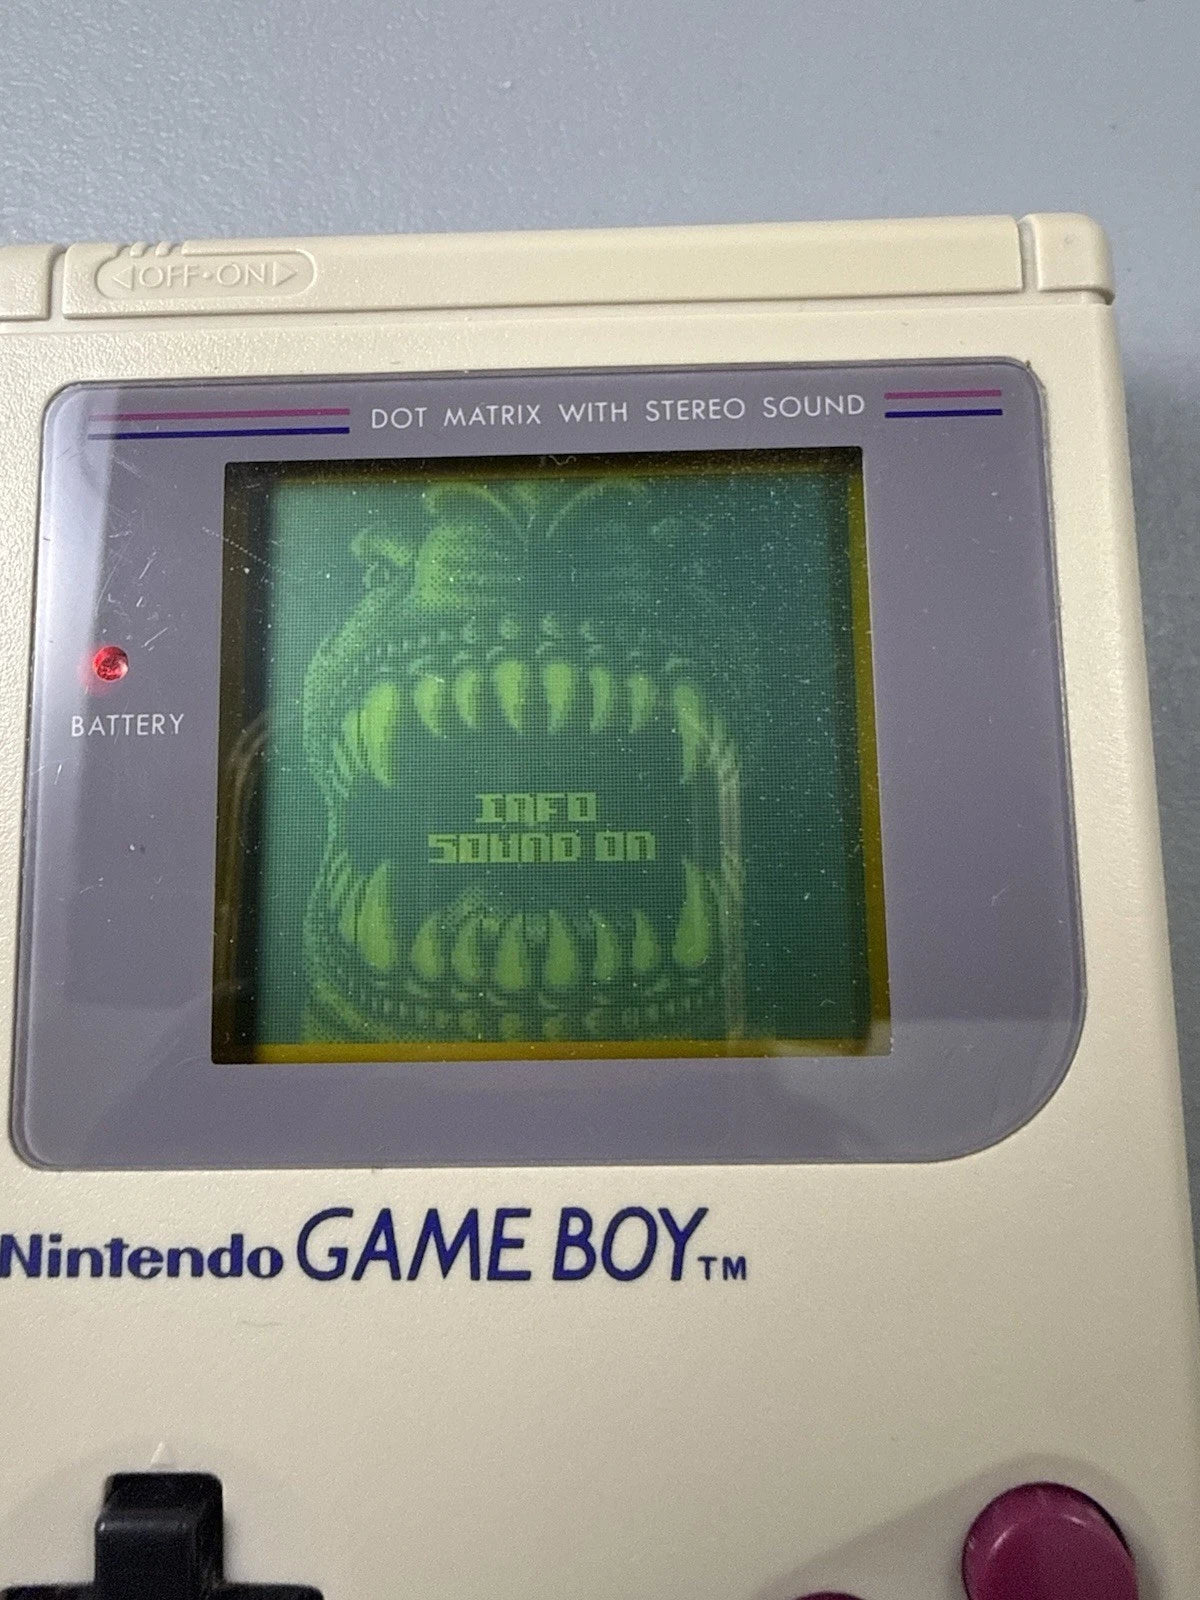 ◁OFF•ON▷
DOT MATRIX WITH STEREO SOUND
BATTERY
INFO
SOUND ON
Nintendo GAME BOY™